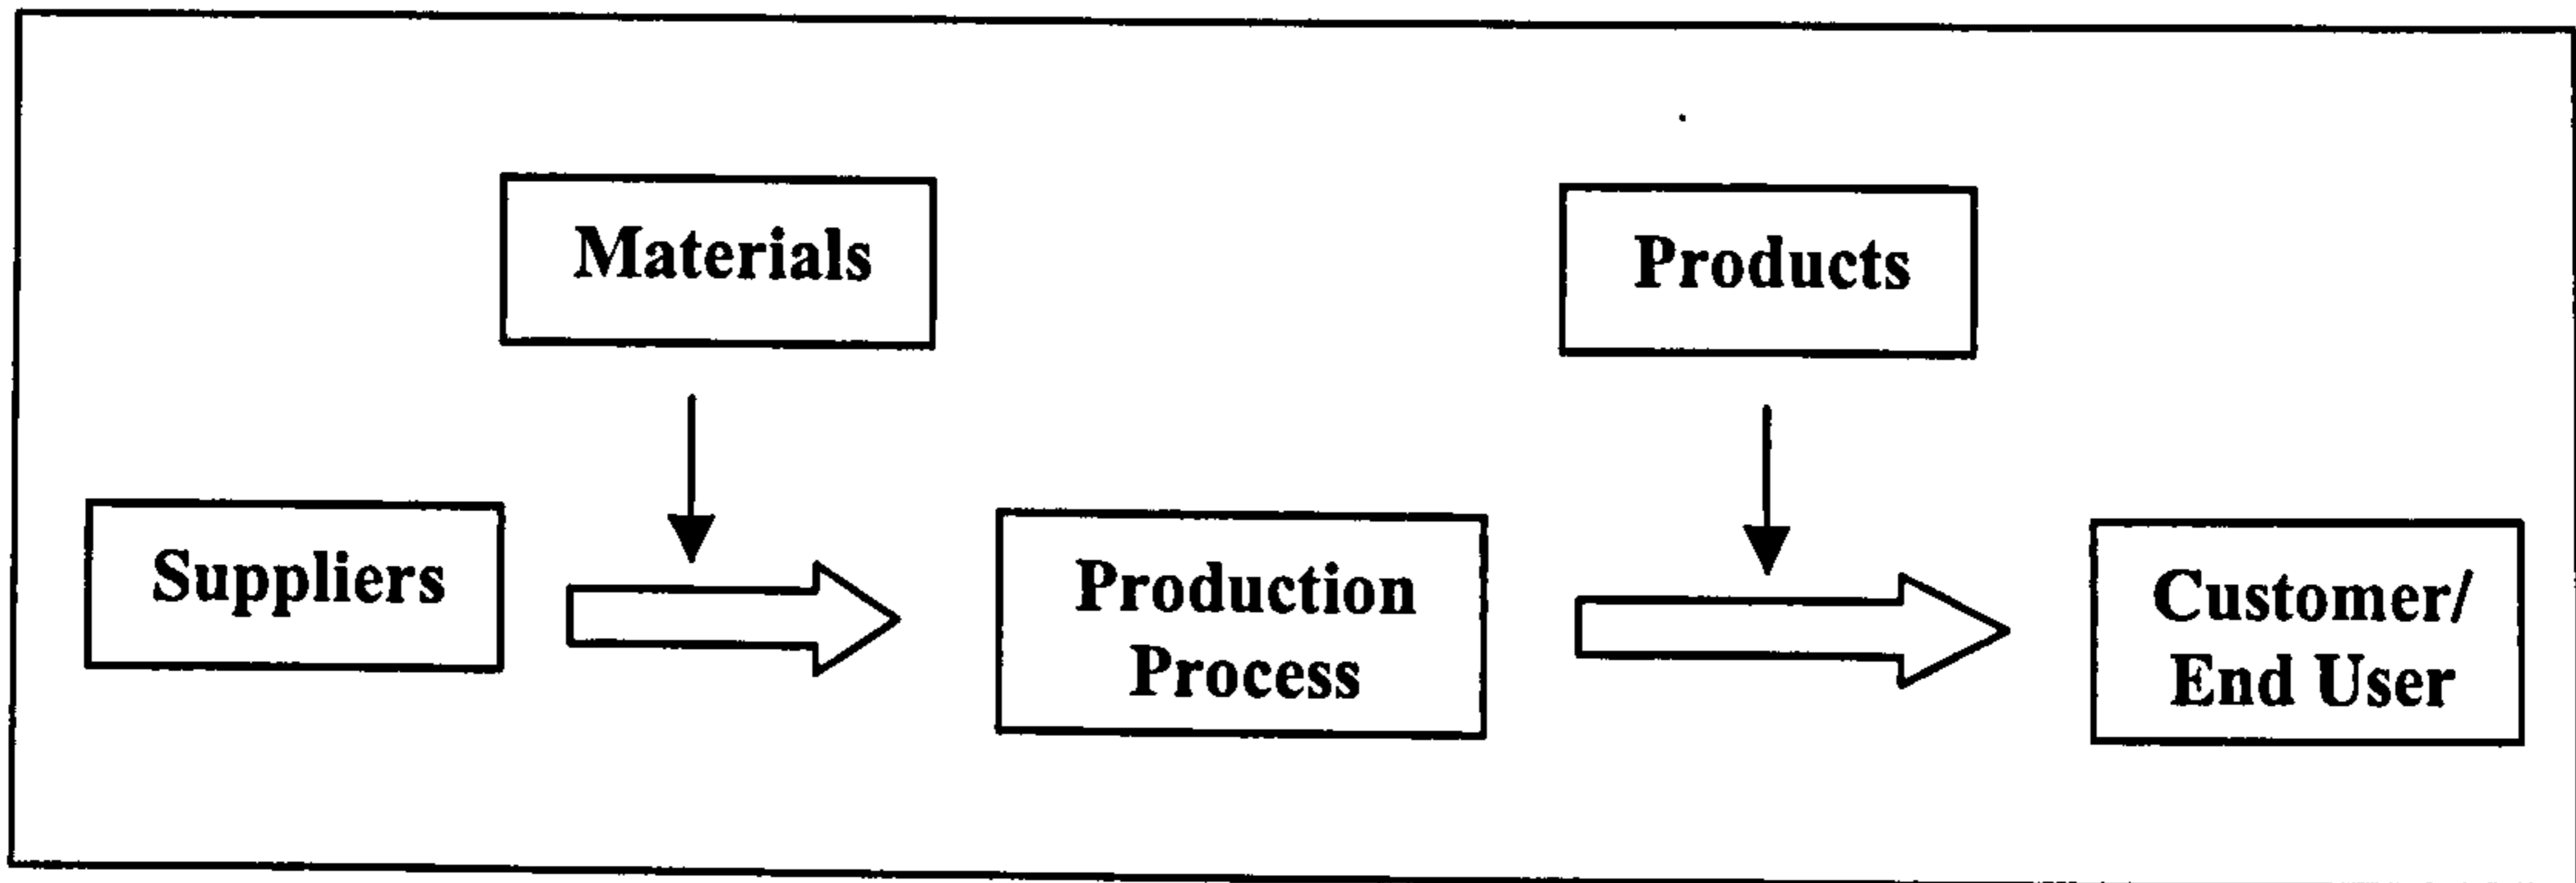 Materials
Products
Suppliers
Production
Process
Customer/
End User